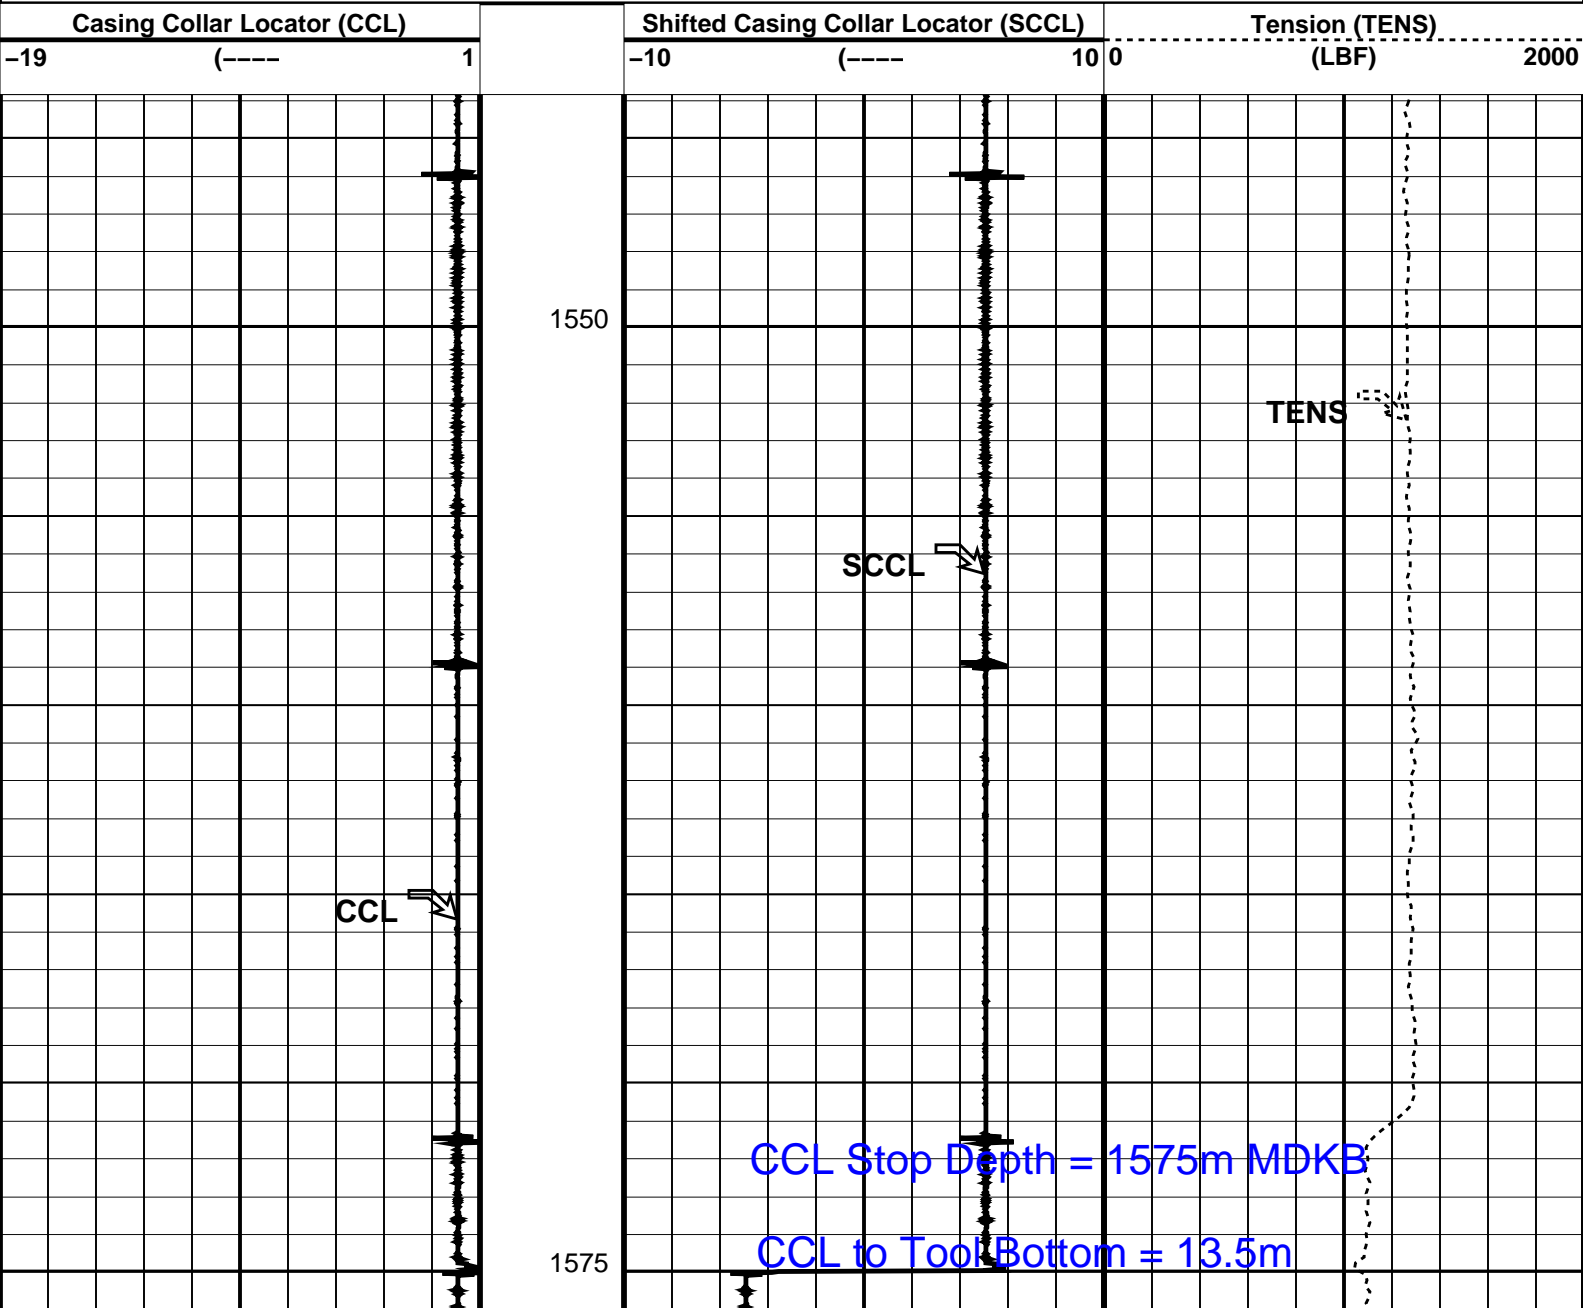 Casing Collar Locator (CCL)
−19 (−−−− 1
Shifted Casing Collar Locator (SCCL)
−10 (−−−− 10
Tension (TENS)
0 (LBF) 2000
1550
TENS
SCCL
CCL
CCL Stop Depth = 1575m MDKB
CCL to Tool Bottom = 13.5m
1575